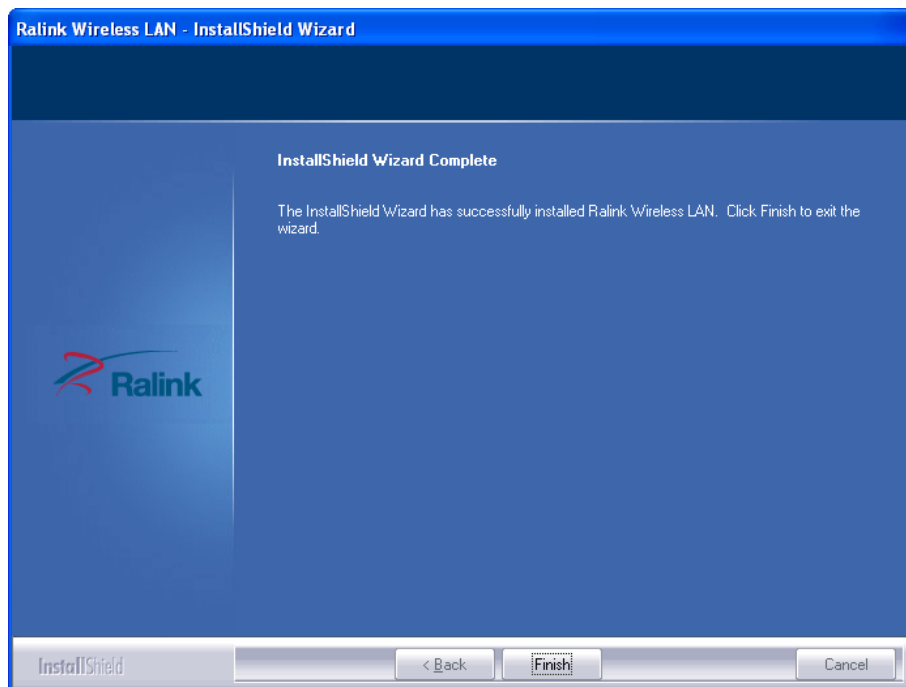 Ralink Wireless LAN - InstallShield Wizard
InstallShield Wizard Complete
The InstallShield Wizard has successfully installed Ralink Wireless LAN. Click Finish to exit the
wizard.
Ralink
InstallShield
< Back
Finish
Cancel